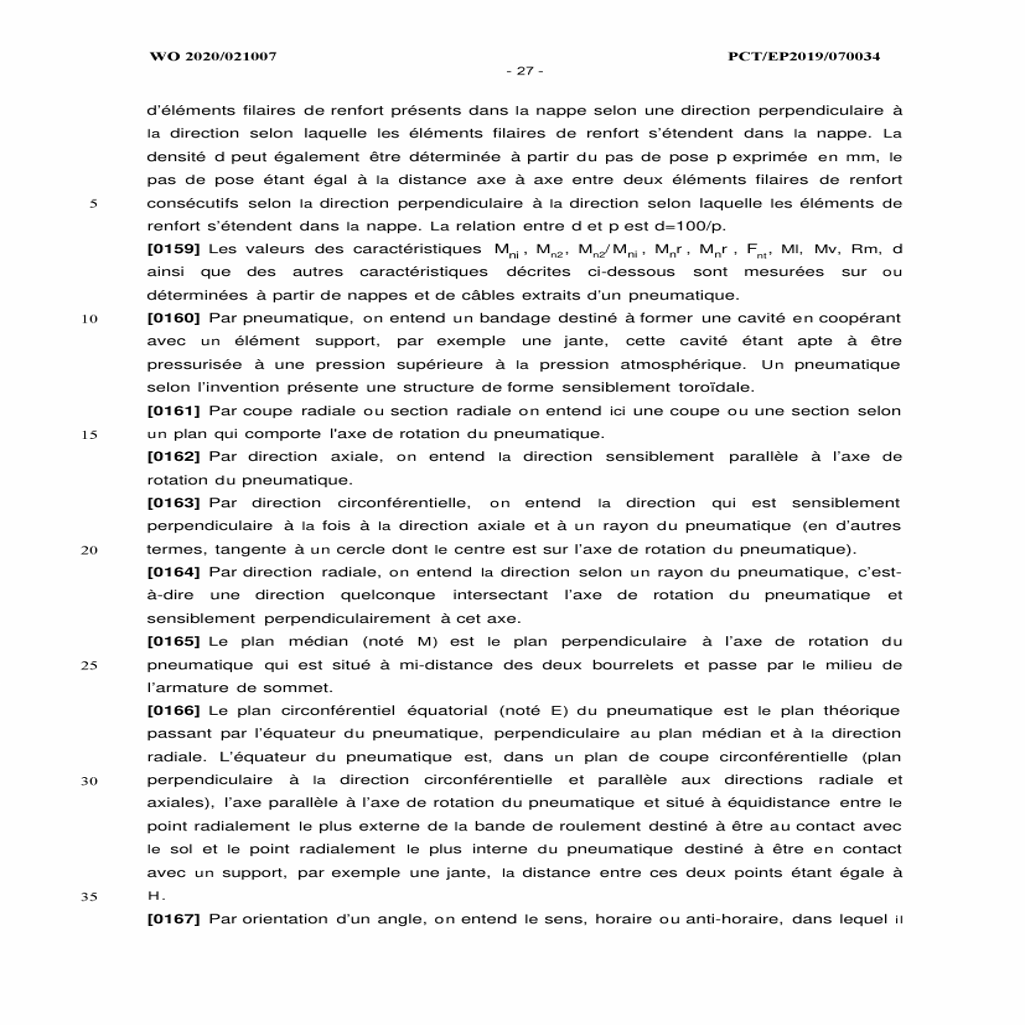 WO 2020/021007 PCT/EP2019/070034
- 27 -
d'éléments filaires de renfort présents dans la nappe selon une direction perpendiculaire à
la direction selon laquelle les éléments filaires de renfort s'étendent dans la nappe. La
densité d peut également être déterminée à partir du pas de pose p exprimée en mm, le
pas de pose étant égal à la distance axe à axe entre deux éléments filaires de renfort
5 consécutifs selon la direction perpendiculaire à la direction selon laquelle les éléments de
renfort s'étendent dans la nappe. La relation entre d et p est d=100/p.
[0159] Les valeurs des caractéristiques Mni , Mn2, Mn2/Mni , Mnr , Mnr , Fnt, Ml, Mv, Rm, d
ainsi que des autres caractéristiques décrites ci-dessous sont mesurées sur ou
déterminées à partir de nappes et de câbles extraits d'un pneumatique.
10 [0160] Par pneumatique, on entend un bandage destiné à former une cavité en coopérant
avec un élément support, par exemple une jante, cette cavité étant apte à être
pressurisée à une pression supérieure à la pression atmosphérique. Un pneumatique
selon l'invention présente une structure de forme sensiblement toroïdale.
[0161] Par coupe radiale ou section radiale on entend ici une coupe ou une section selon
15 un plan qui comporte l'axe de rotation du pneumatique.
[0162] Par direction axiale, on entend la direction sensiblement parallèle à l'axe de
rotation du pneumatique.
[0163] Par direction circonférentielle, on entend la direction qui est sensiblement
perpendiculaire à la fois à la direction axiale et à un rayon du pneumatique (en d'autres
20 termes, tangente à un cercle dont le centre est sur l'axe de rotation du pneumatique).
[0164] Par direction radiale, on entend la direction selon un rayon du pneumatique, c'est-
à-dire une direction quelconque intersectant l'axe de rotation du pneumatique et
sensiblement perpendiculairement à cet axe.
[0165] Le plan médian (noté M) est le plan perpendiculaire à l'axe de rotation du
25 pneumatique qui est situé à mi-distance des deux bourrelets et passe par le milieu de
l'armature de sommet.
[0166] Le plan circonférentiel équatorial (noté E) du pneumatique est le plan théorique
passant par l'équateur du pneumatique, perpendiculaire au plan médian et à la direction
radiale. L'équateur du pneumatique est, dans un plan de coupe circonférentielle (plan
30 perpendiculaire à la direction circonférentielle et parallèle aux directions radiale et
axiales), l'axe parallèle à l'axe de rotation du pneumatique et situé à équidistance entre le
point radialement le plus externe de la bande de roulement destiné à être au contact avec
le sol et le point radialement le plus interne du pneumatique destiné à être en contact
avec un support, par exemple une jante, la distance entre ces deux points étant égale à
35 H.
[0167] Par orientation d'un angle, on entend le sens, horaire ou anti-horaire, dans lequel il